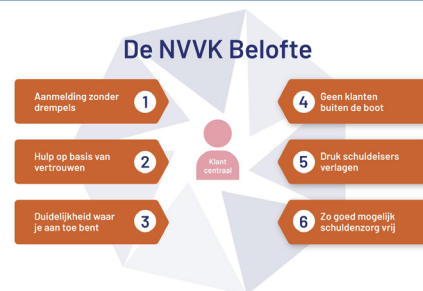 De NVVK Belofte
Aanmelding zonder
drempels
1
Hulp op basis van
vertrouwen
2
Duidelijkheid waar
je aan toe bent
3
Klant
centraal
4
Geen klanten
buiten de boot
5
Druk schuldeisers
verlagen
6
Zo goed mogelijk
schuldenzorg vrij